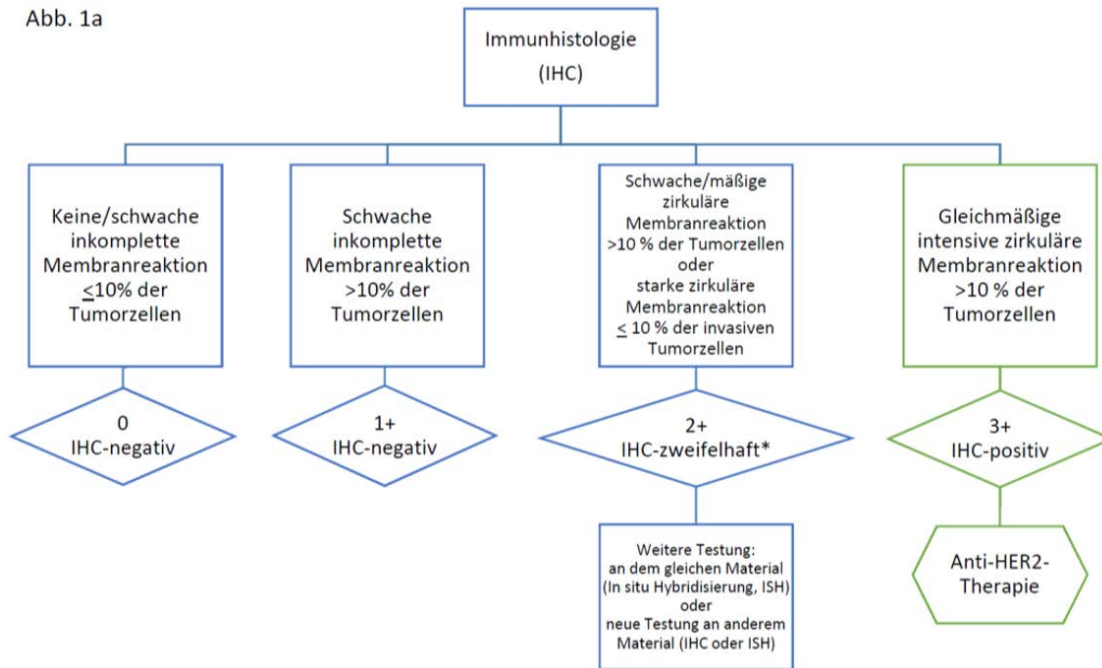 Abb. 1a
Immunhistologie
(IHC)
Keine/schwache
inkomplette
Membranreaktion
≤10% der
Tumorzellen
Schwache
inkomplette
Membranreaktion
>10% der
Tumorzellen
Schwache/mäßige
zirkuläre
Membranreaktion
>10 % der Tumorzellen
oder
starke zirkuläre
Membranreaktion
≤ 10 % der invasiven
Tumorzellen
Gleichmäßige
intensive zirkuläre
Membranreaktion
>10 % der
Tumorzellen
0
IHC-negativ
1+
IHC-negativ
2+
IHC-zweifelhaft*
3+
IHC-positiv
Weitere Testung:
an dem gleichen Material
(In situ Hybridisierung, ISH)
oder
neue Testung an anderem
Material (IHC oder ISH)
Anti-HER2-
Therapie